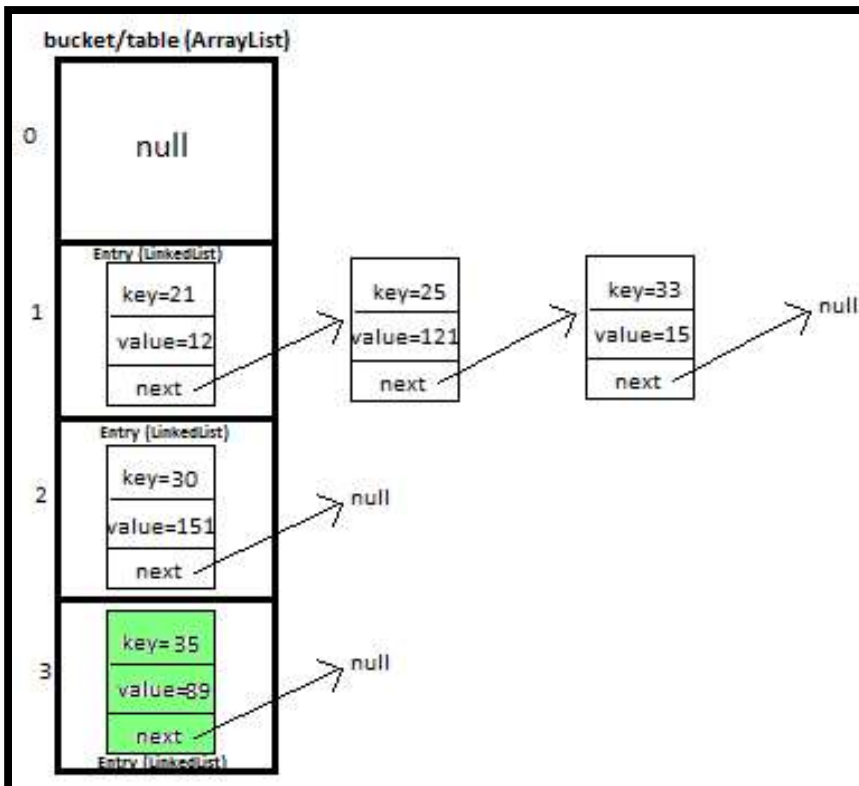 bucket/table (ArrayList)
0
null
1
Entry (LinkedList)
key=21
value=12
next
key=25
value=121
next
key=33
value=15
next
null
2
Entry (LinkedList)
key=30
value=151
next
null
3
key=35
value=89
next
Entry (LinkedList)
null